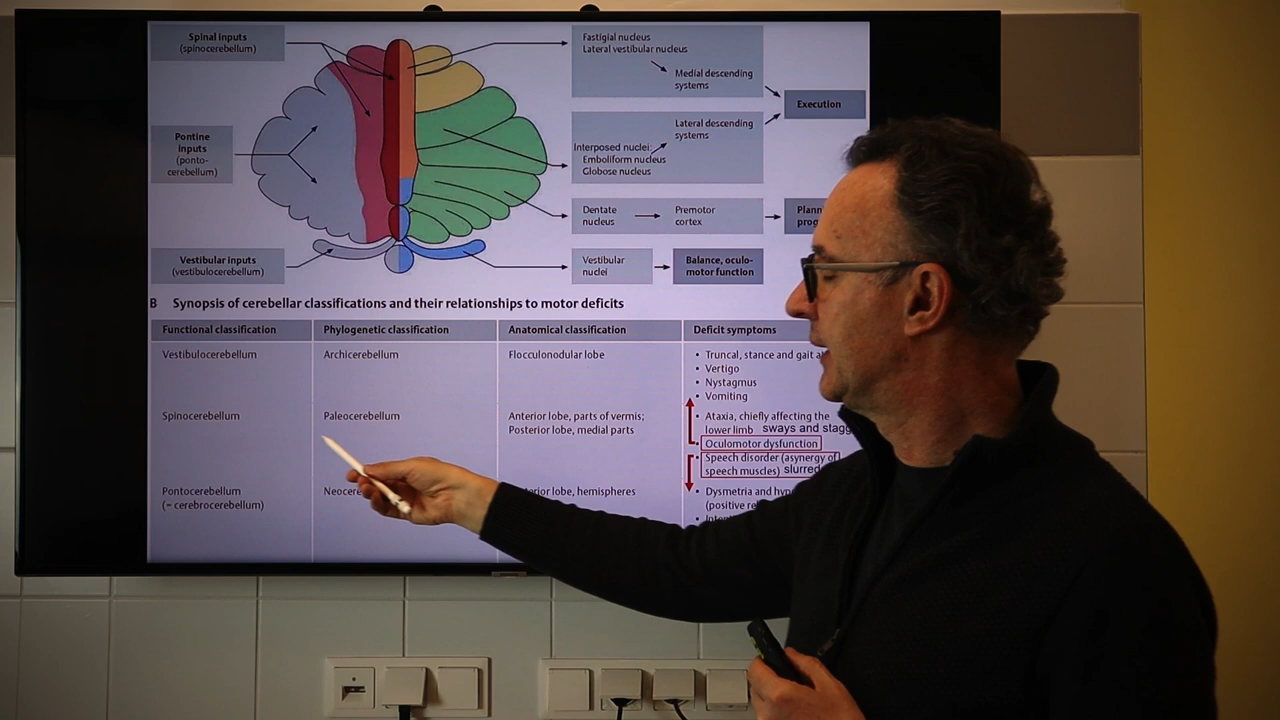 Spinal inputs
(spinocerebellum)
Fastigial nucleus
Lateral vestibular nucleus
Medial descending
systems
Execution
Pontine
inputs
(ponto-
cerebellum)
Lateral descending
systems
Interposed nuclei:
Emboliform nucleus
Globose nucleus
Dentate
nucleus
Premotor
cortex
Vestibular inputs
(vestibulocerebellum)
Vestibular
nuclei
Balance, oculo-
motor function
B Synopsis of cerebellar classifications and their relationships to motor deficits
Functional classification Phylogenetic classification Anatomical classification Deficit symptoms
Vestibulocerebellum Archicerebellum Flocculonodular lobe
• Truncal, stance and gait
• Vertigo
• Nystagmus
• Vomiting
Spinocerebellum Paleocerebellum Anterior lobe, parts of vermis;
Posterior lobe, medial parts
• Ataxia, chiefly affecting the
lower limb sways and
• Oculomotor dysfunction
• Speech disorder (asynergy of
speech muscles) slurred
Pontocerebellum
(= cerebrocerebellum)
lobe, hemispheres
• Dysmetria and
(positive